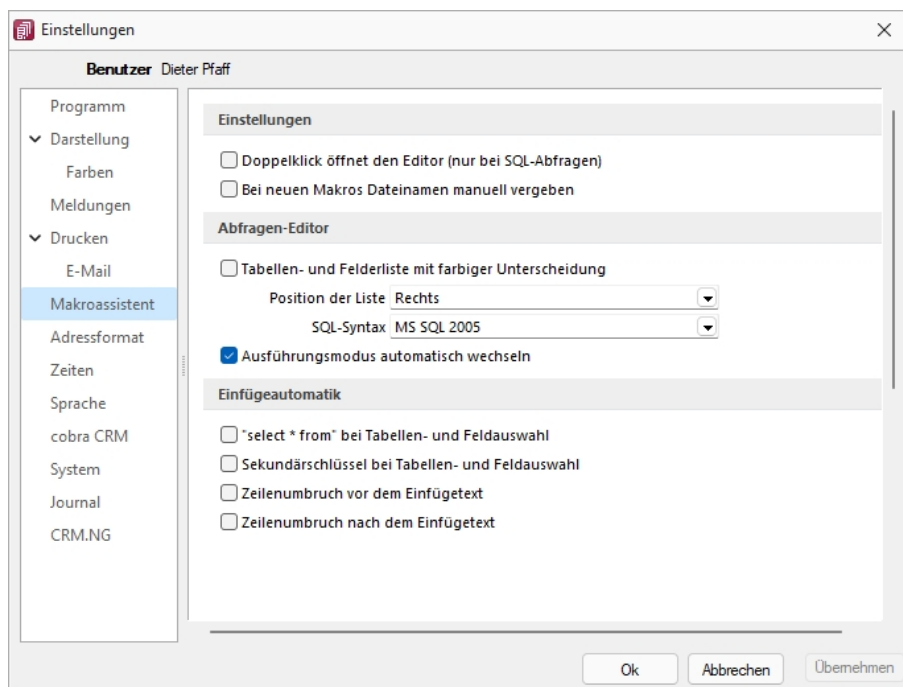 Einstellungen
Benutzer Dieter Pfaff
Programm
Darstellung
Farben
Meldungen
Drucken
E-Mail
Makroassistent
Adressformat
Zeiten
Sprache
cobra CRM
System
Journal
CRM.NG
Einstellungen
Doppelklick öffnet den Editor (nur bei SQL-Abfragen)
Bei neuen Makros Dateinamen manuell vergeben
Abfragen-Editor
Tabellen- und Felderliste mit farbiger Unterscheidung
Position der Liste Rechts
SQL-Syntax MS SQL 2005
Ausführungsmodus automatisch wechseln
Einfügeautomatik
"select * from" bei Tabellen- und Feldauswahl
Sekundärschlüssel bei Tabellen- und Feldauswahl
Zeilenumbruch vor dem Einfügetext
Zeilenumbruch nach dem Einfügetext
Ok Abbrechen Übernehmen